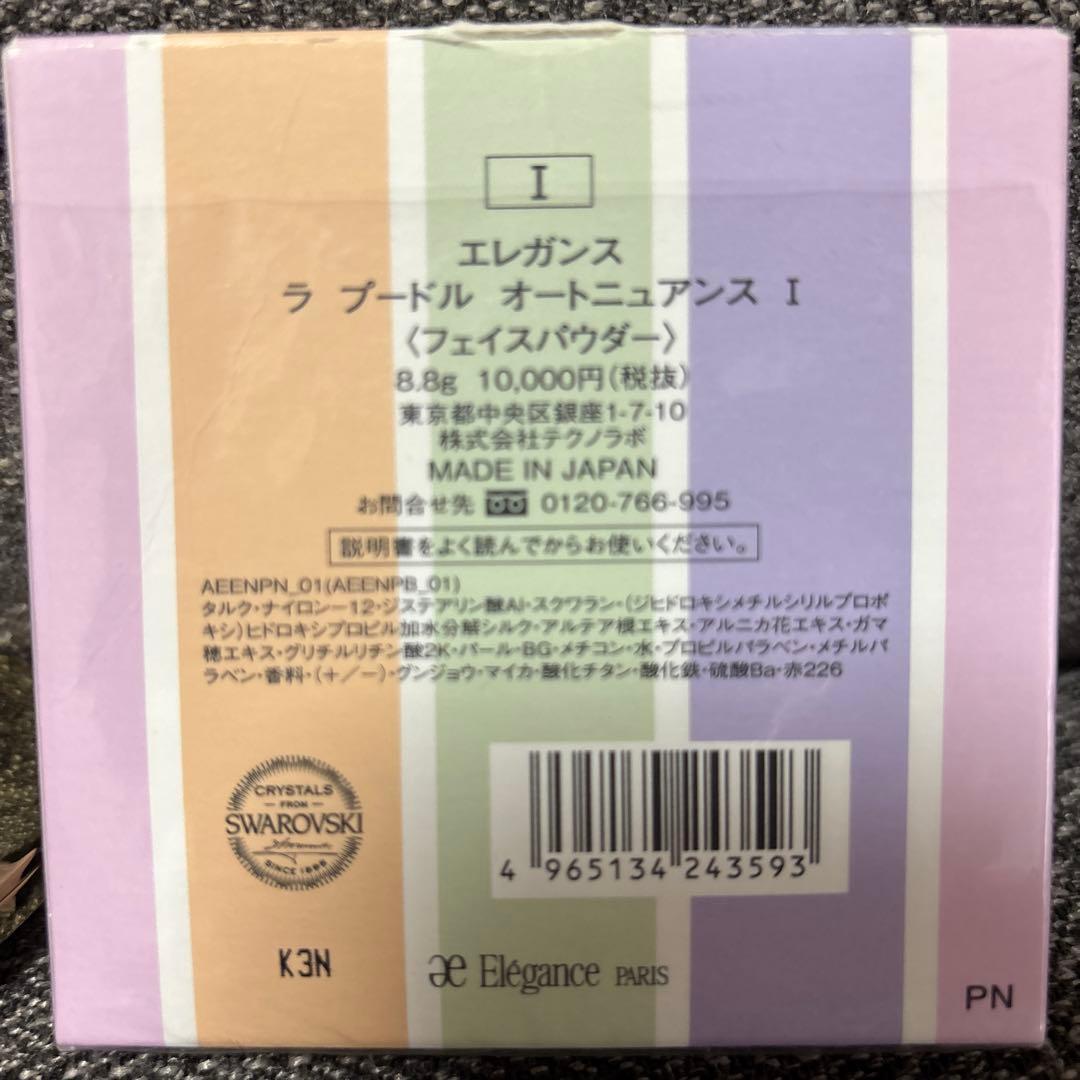 I
エレガンス
ラ プードル オートニュアンス I
〈フェイスパウダー〉
8.8g 10,000円(税抜)
東京都中央区銀座1-7-10
株式会社テクノラボ
MADE IN JAPAN
お問合せ先 0120-766-995
説明書をよく読んでからお使いください。
AEENPN_01(AEENPB_01)
タルク・ナイロン-12・ジステアリン酸Al・スクワラン・(ジヒドロキシメチルシリルプロポ
キシ)ヒドロキシプロピル加水分解シルク・アルテア根エキス・アルニカ花エキス・ガマ
穂エキス・グリチルリチン酸2K・パール・BG・メチコン・水・プロピルパラベン・メチルパ
ラベン・香料・(+/-)・グンジョウ・マイカ・酸化チタン・酸化鉄・硫酸Ba・赤226
CRYSTALS
FROM
SWAROVSKI
SINCE 1895
4 965134 243593
K3N
æ Elégance PARIS
PN